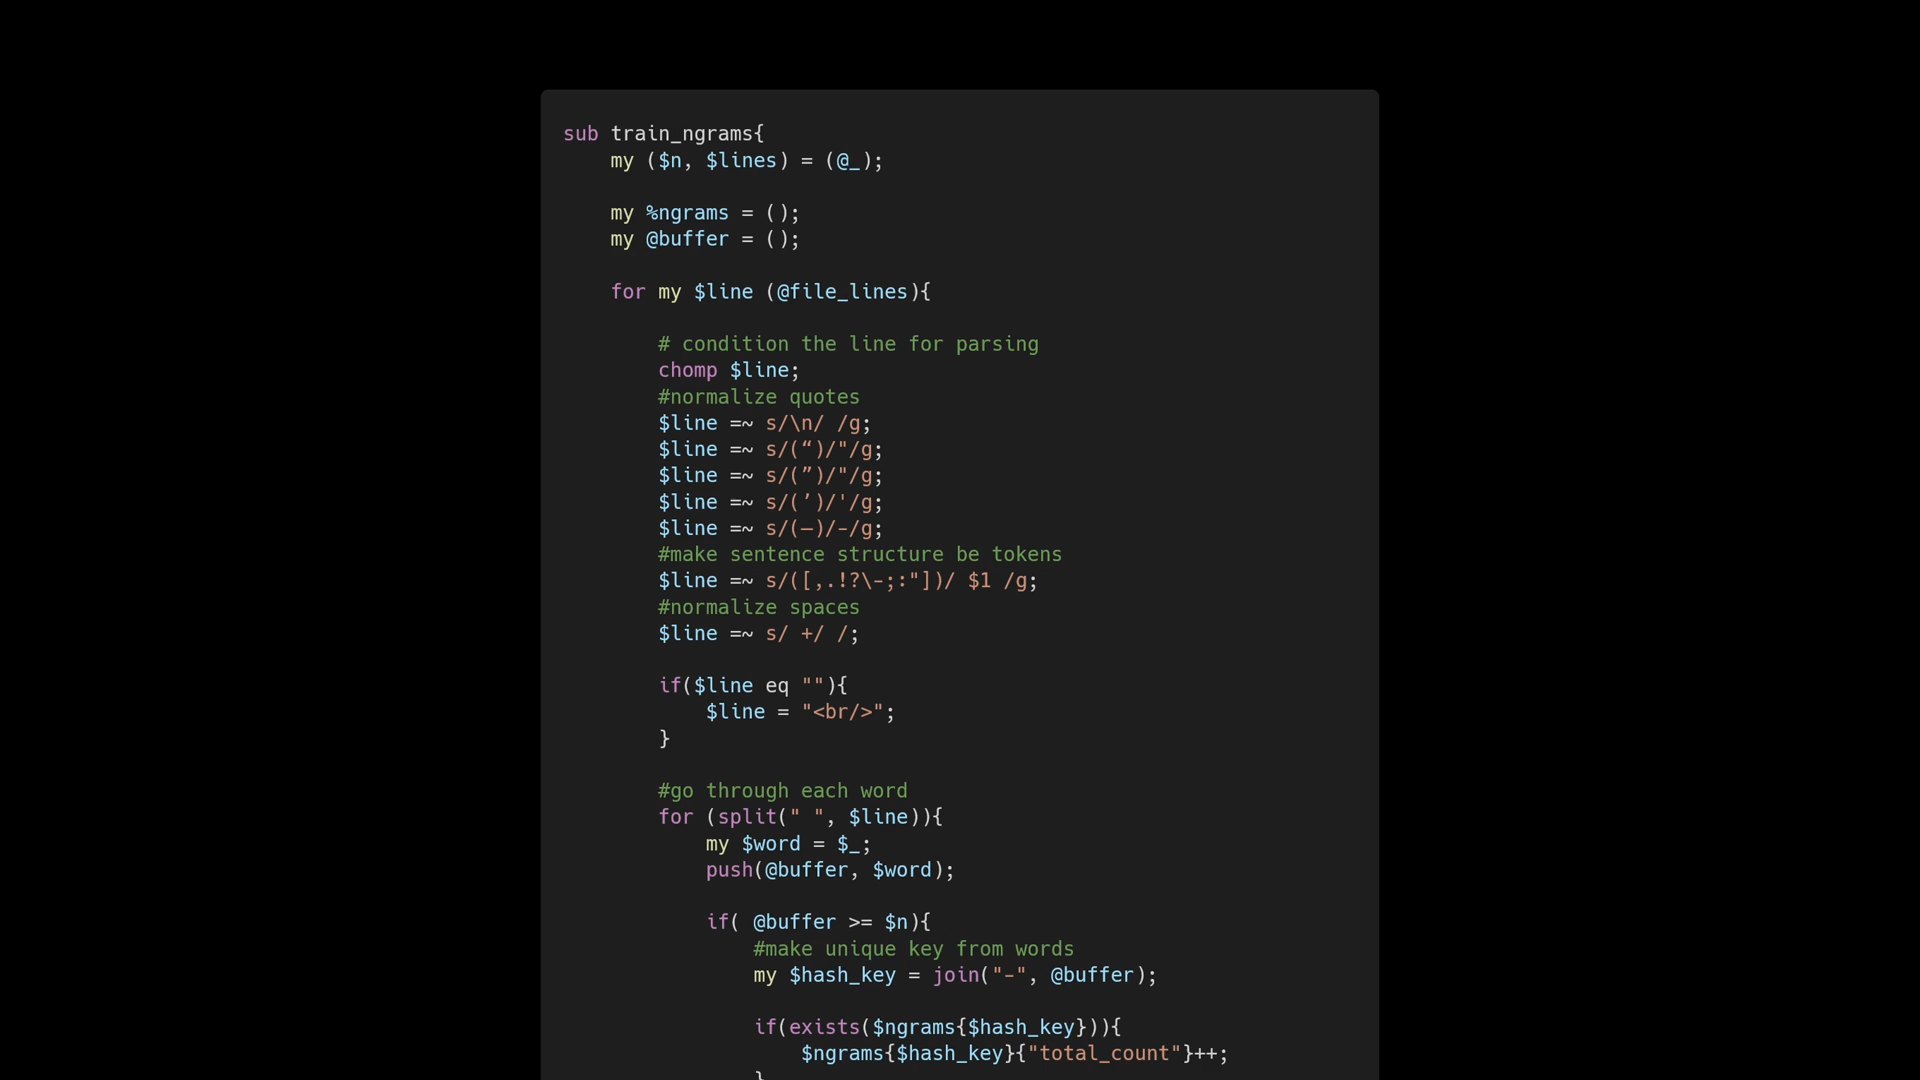 sub train_ngrams{
    my ($n, $lines) = (@_);

    my %ngrams = ();
    my @buffer = ();

    for my $line (@file_lines){

        # condition the line for parsing
        chomp $line;
        #normalize quotes
        $line =~ s/\n/ /g;
        $line =~ s/(“)/"/g;
        $line =~ s/(”)/"/g;
        $line =~ s/(’)/'/g;
        $line =~ s/(—)/-/g;
        #make sentence structure be tokens
        $line =~ s/([,.!?\-;:"])/ $1 /g;
        #normalize spaces
        $line =~ s/ +/ /;

        if($line eq ""){
            $line = "<br/>";
        }

        #go through each word
        for (split(" ", $line)){
            my $word = $_;
            push(@buffer, $word);

            if( @buffer >= $n){
                #make unique key from words
                my $hash_key = join("-", @buffer);

                if(exists($ngrams{$hash_key})){
                    $ngrams{$hash_key}{"total_count"}++;
                }